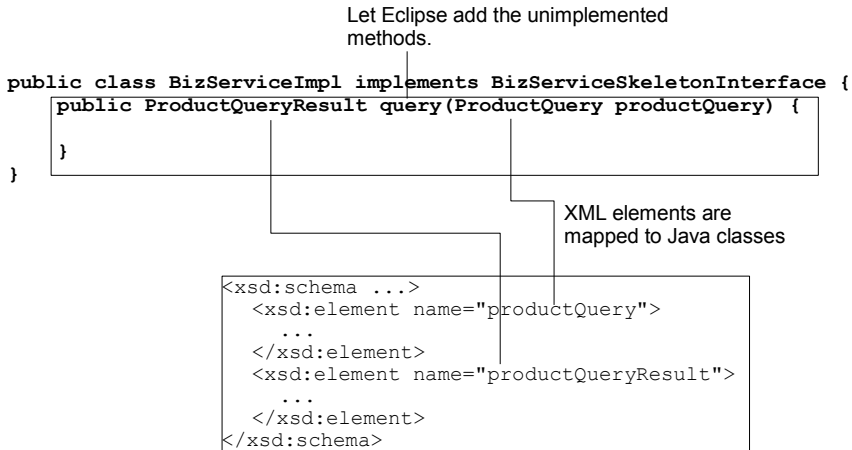 Let Eclipse add the unimplemented
methods.
public class BizServiceImpl implements BizServiceSkeletonInterface {
public ProductQueryResult query(ProductQuery productQuery) {
}
}
XML elements are
mapped to Java classes
<xsd:schema ...>
<xsd:element name="productQuery">
...
</xsd:element>
<xsd:element name="productQueryResult">
...
</xsd:element>
</xsd:schema>